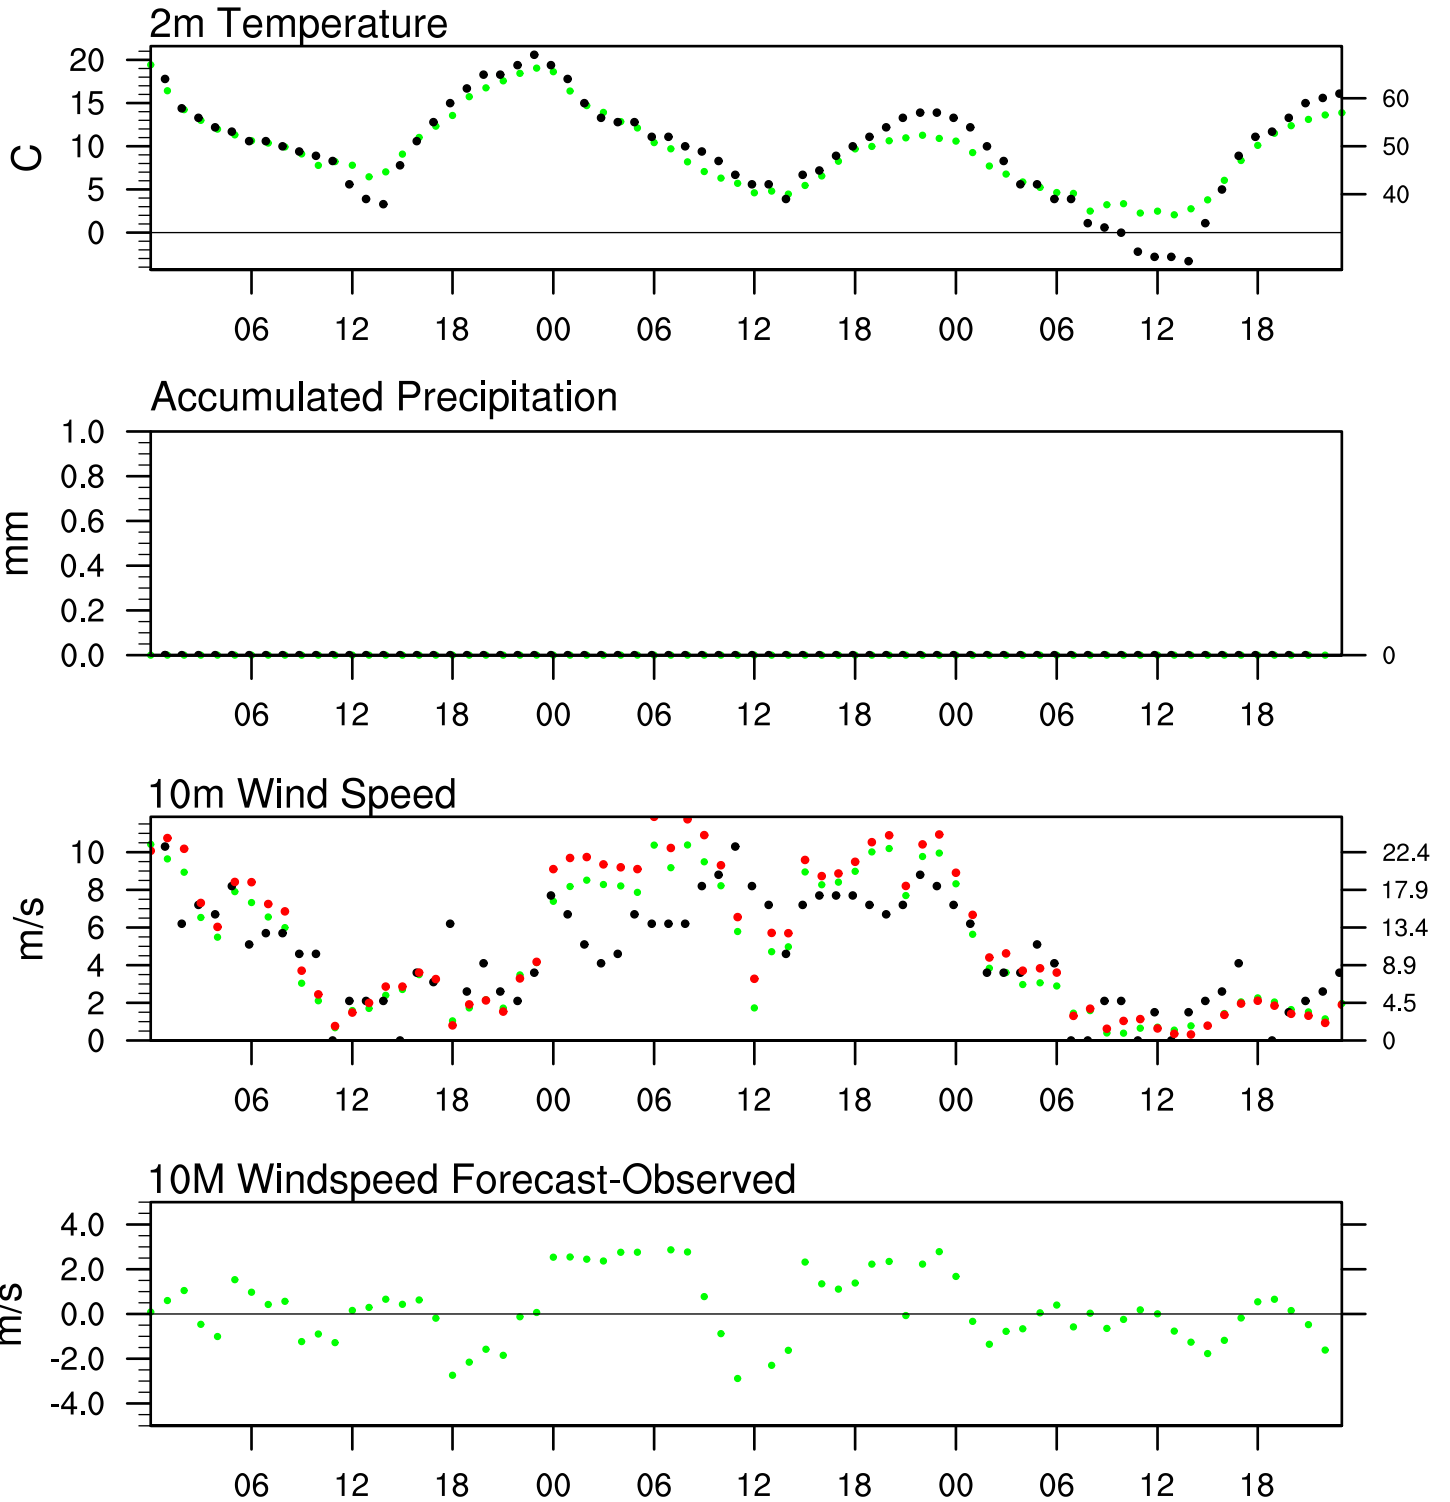 2m Temperature
20
15
10
5
0
C
60
50
40
06 12 18 00 06 12 18 00 06 12 18
Accumulated Precipitation
1.0
0.8
0.6
0.4
0.2
0.0
mm
0
06 12 18 00 06 12 18 00 06 12 18
10m Wind Speed
10
8
6
4
2
0
m/s
22.4
17.9
13.4
8.9
4.5
0
06 12 18 00 06 12 18 00 06 12 18
10M Windspeed Forecast-Observed
4.0
2.0
0.0
-2.0
-4.0
m/s
06 12 18 00 06 12 18 00 06 12 18